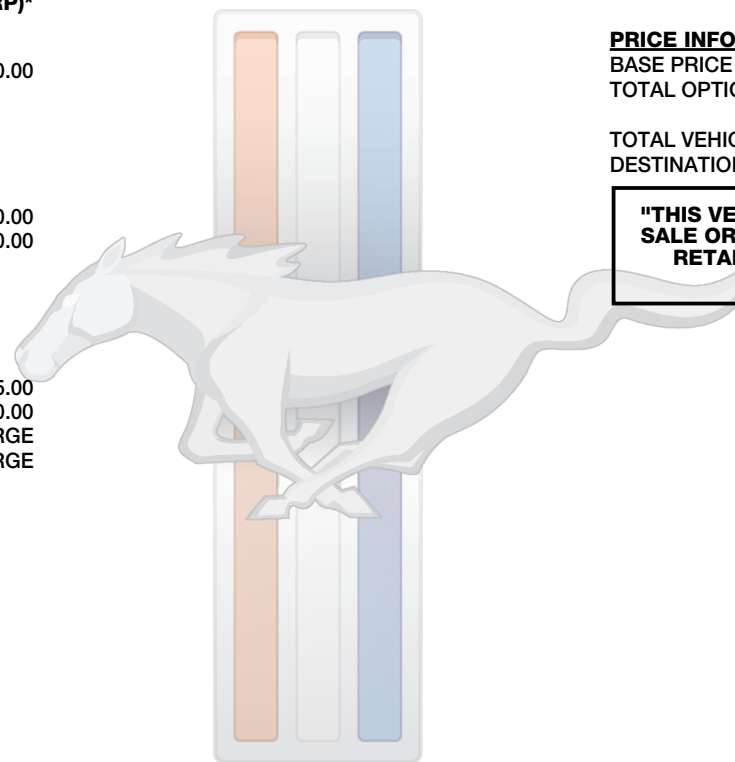 RP)*
0.00
0.00
0.00
5.00
0.00
RGE
RGE
PRICE INFO
BASE PRICE
TOTAL OPTIO
TOTAL VEHIC
DESTINATION
"THIS VE
SALE OR
RETAI